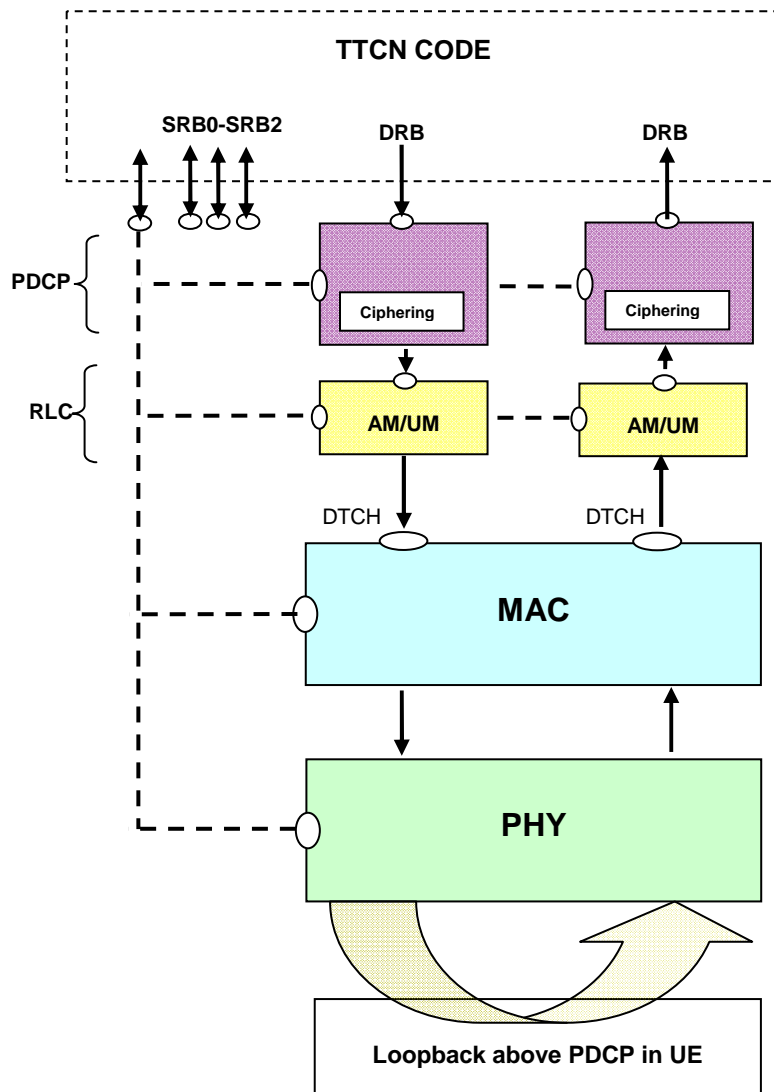 TTCN CODE
SRB0-SRB2
DRB
DRB
PDCP
Ciphering
Ciphering
RLC
AM/UM
AM/UM
DTCH
DTCH
MAC
PHY
Loopback above PDCP in UE